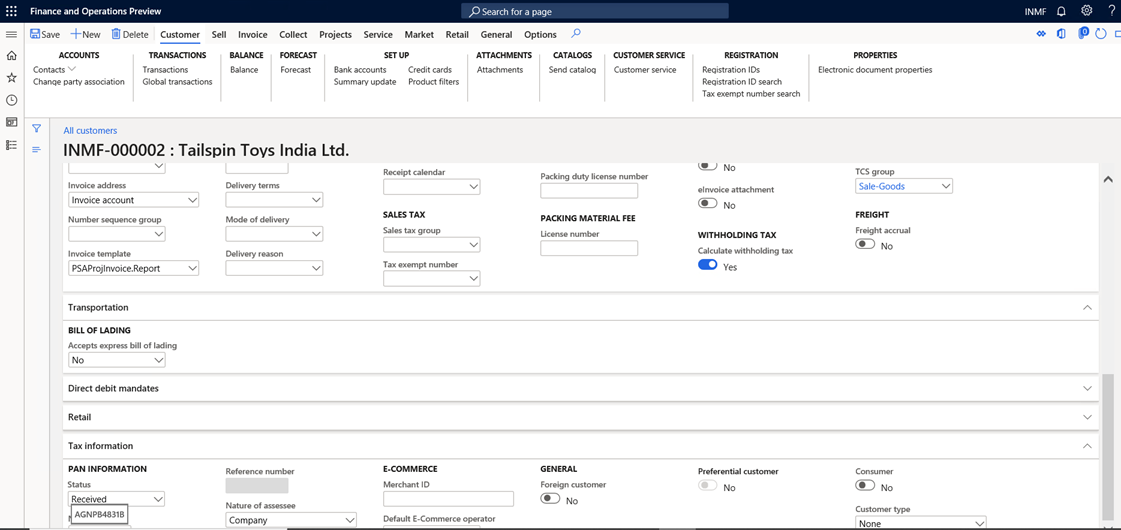 Finance and Operations Preview
Search for a page
INMF
?
Save
New
Delete
Customer
Sell
Invoice
Collect
Projects
Service
Market
Retail
General
Options
0
ACCOUNTS
Contacts
Change party association
TRANSACTIONS
Transactions
Global transactions
BALANCE
Balance
FORECAST
Forecast
SET UP
Bank accounts
Summary update
Credit cards
Product filters
ATTACHMENTS
Attachments
CATALOGS
Send catalog
CUSTOMER SERVICE
Customer service
REGISTRATION
Registration IDs
Registration ID search
Tax exempt number search
PROPERTIES
Electronic document properties
All customers
INMF-000002 : Tailspin Toys India Ltd.
Invoice address
Invoice account
Number sequence group
Invoice template
PSAProjInvoice.Report
Delivery terms
Mode of delivery
Delivery reason
Receipt calendar
SALES TAX
Sales tax group
Tax exempt number
Packing duty license number
PACKING MATERIAL FEE
License number
No
eInvoice attachment
No
WITHHOLDING TAX
Calculate withholding tax
Yes
TCS group
Sale-Goods
FREIGHT
Freight accrual
No
Transportation
BILL OF LADING
Accepts express bill of lading
No
Direct debit mandates
Retail
Tax information
PAN INFORMATION
Status
Received
AGNPB4831B
Reference number
Nature of assessee
Company
E-COMMERCE
Merchant ID
Default E-Commerce operator
GENERAL
Foreign customer
No
Preferential customer
No
Consumer
No
Customer type
None